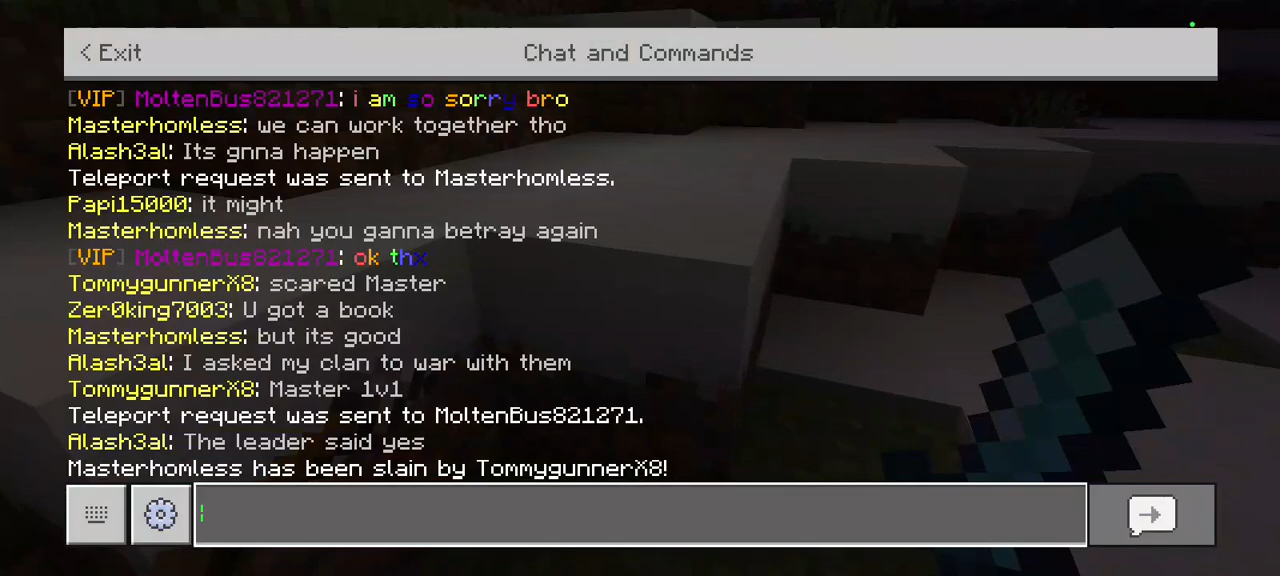 < Exit
Chat and Commands
[VIP] MoltenBus821271: i am so sorry bro
Masterhomless: we can work together tho
Alash3al: Its gnna happen
Teleport request was sent to Masterhomless.
Papi15000: it might
Masterhomless: nah you ganna betray again
[VIP] MoltenBus821271: ok thx
TommygunnerX8: scared Master
Zer0king7003: U got a book
Masterhomless: but its good
Alash3al: I asked my clan to war with them
TommygunnerX8: Master 1v1
Teleport request was sent to MoltenBus821271.
Alash3al: The leader said yes
Masterhomless has been slain by TommygunnerX8!